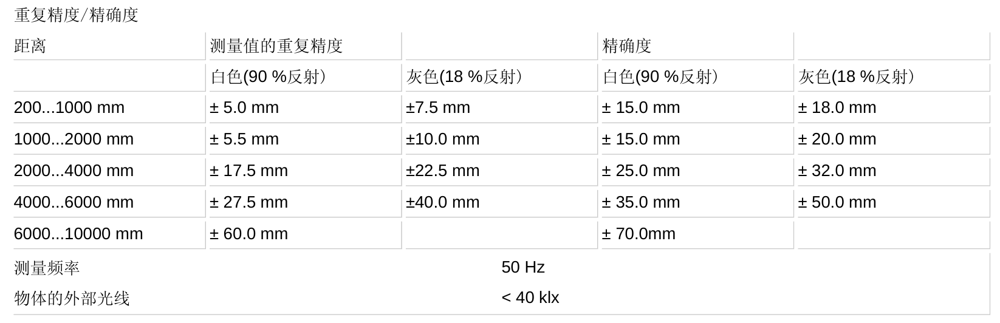 重复精度/精确度
距离 测量值的重复精度 精确度
白色(90 %反射） 灰色(18 %反射） 白色(90 %反射） 灰色(18 %反射）
200...1000 mm ± 5.0 mm ±7.5 mm ± 15.0 mm ± 18.0 mm
1000...2000 mm ± 5.5 mm ±10.0 mm ± 15.0 mm ± 20.0 mm
2000...4000 mm ± 17.5 mm ±22.5 mm ± 25.0 mm ± 32.0 mm
4000...6000 mm ± 27.5 mm ±40.0 mm ± 35.0 mm ± 50.0 mm
6000...10000 mm ± 60.0 mm ± 70.0mm
测量频率 50 Hz
物体的外部光线 < 40 klx